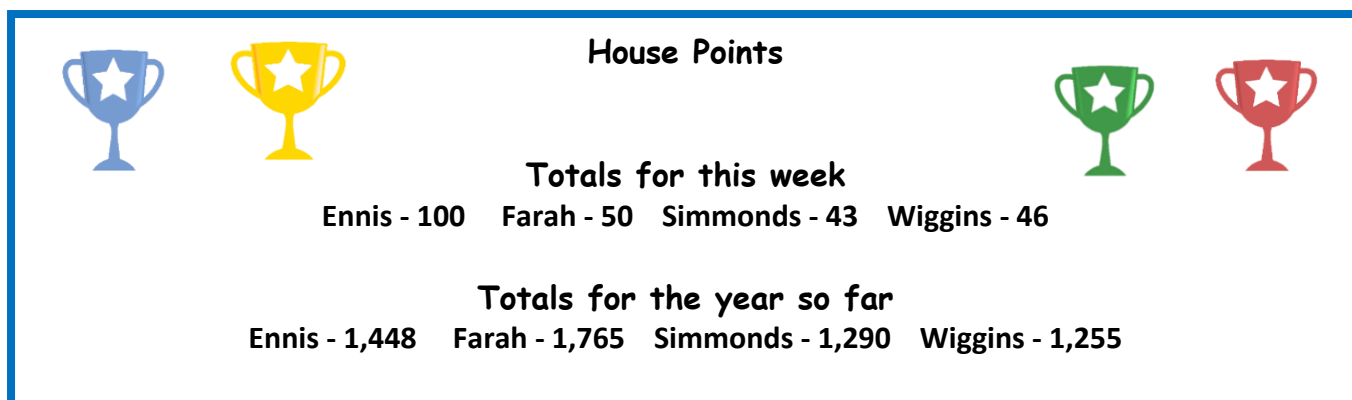 House Points
Totals for this week
Ennis - 100 Farah - 50 Simmonds - 43 Wiggins - 46
Totals for the year so far
Ennis - 1,448 Farah - 1,765 Simmonds - 1,290 Wiggins - 1,255